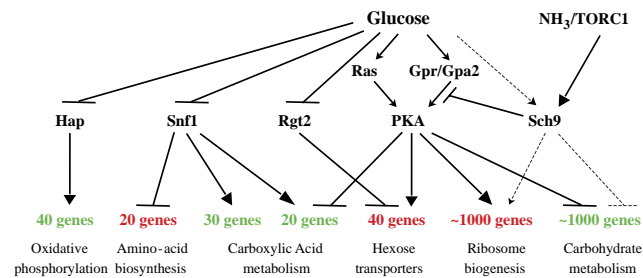 Glucose
NH3/TORC1
Ras
Gpr/Gpa2
Hap
Snf1
Rgt2
PKA
Sch9
40 genes
20 genes
30 genes
20 genes
40 genes
~1000 genes
~1000 genes
Oxidative
phosphorylation
Amino-acid
biosynthesis
Carboxylic Acid
metabolism
Hexose
transporters
Ribosome
biogenesis
Carbohydrate
metabolism